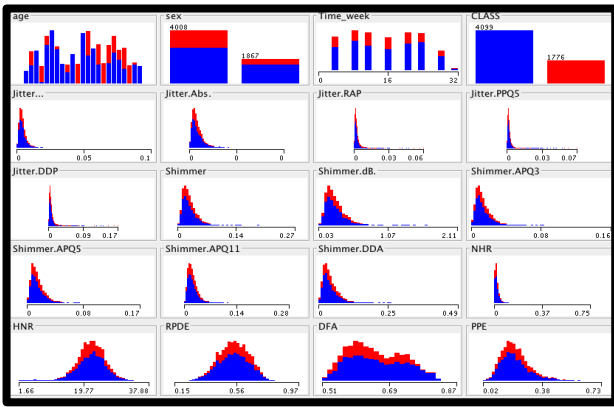 age sex Time_week CLASS
4008 1867 4099 1776
0 16 32
Jitter... Jitter.Abs. Jitter.RAP Jitter.PPQ5
0 0.05 0.1 0 0 0 0 0.03 0.06 0 0.03 0.07
Jitter.DDP Shimmer Shimmer.dB. Shimmer.APQ3
0 0.09 0.17 0 0.14 0.27 0.03 1.07 2.11 0 0.08 0.16
Shimmer.APQ5 Shimmer.APQ11 Shimmer.DDA NHR
0 0.08 0.17 0 0.14 0.28 0 0.25 0.49 0 0.37 0.75
HNR RPDE DFA PPE
1.66 19.77 37.88 0.15 0.56 0.97 0.51 0.69 0.87 0.02 0.38 0.73